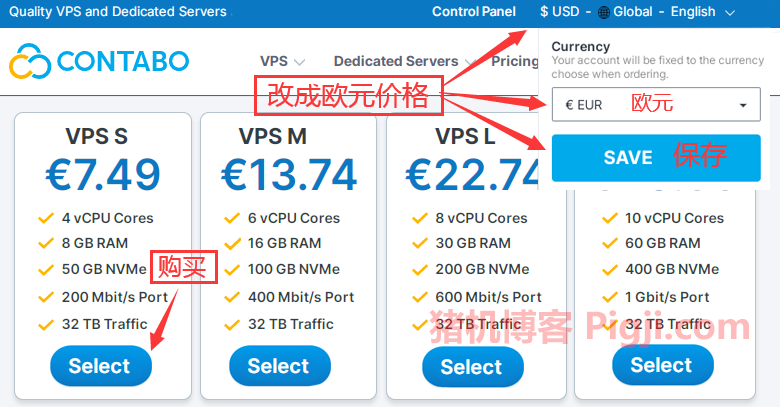 Quality VPS and Dedicated Servers
Control Panel
$ USD - Global - English
CONTABO
VPS
Dedicated Servers
Pricing
Currency
Your account will be fixed to the currency
choose when ordering.
€ EUR
欧元
SAVE
保存
改成欧元价格
VPS S
€7.49
4 vCPU Cores
8 GB RAM
50 GB NVMe
200 Mbit/s Port
32 TB Traffic
Select
购买
VPS M
€13.74
6 vCPU Cores
16 GB RAM
100 GB NVMe
400 Mbit/s Port
32 TB Traffic
Select
VPS L
€22.74
8 vCPU Cores
30 GB RAM
200 GB NVMe
600 Mbit/s Port
32 TB Traffic
Select
10 vCPU Cores
60 GB RAM
400 GB NVMe
1 Gbit/s Port
32 TB Traffic
Select
猪机博客 Pigji.com